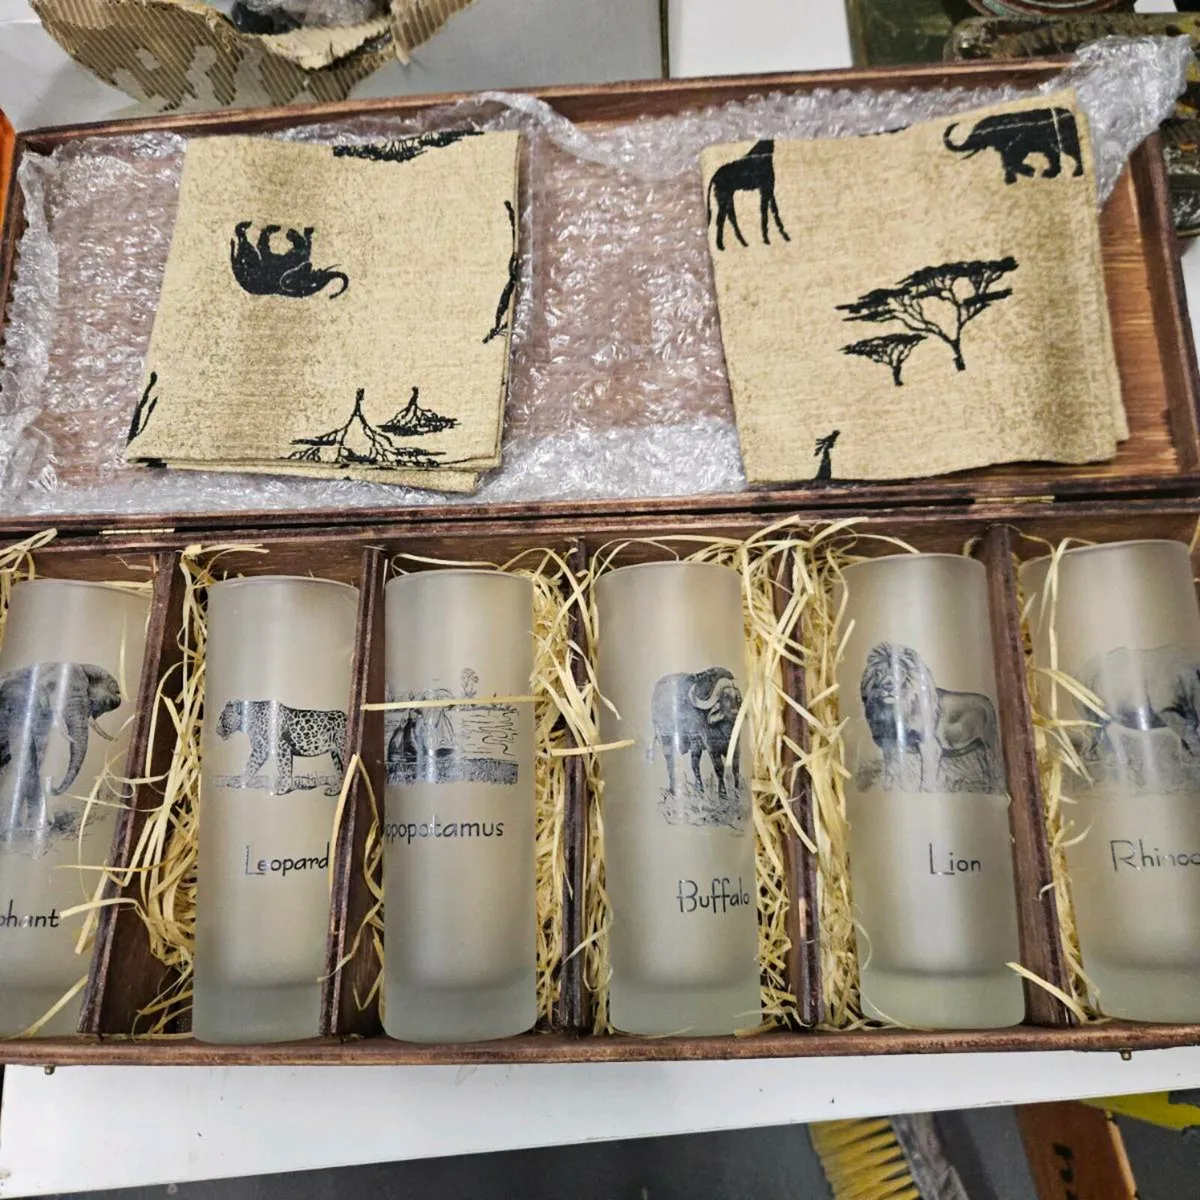 phant
Leopard
ppopotamus
Buffalo
Lion
Rhinoc